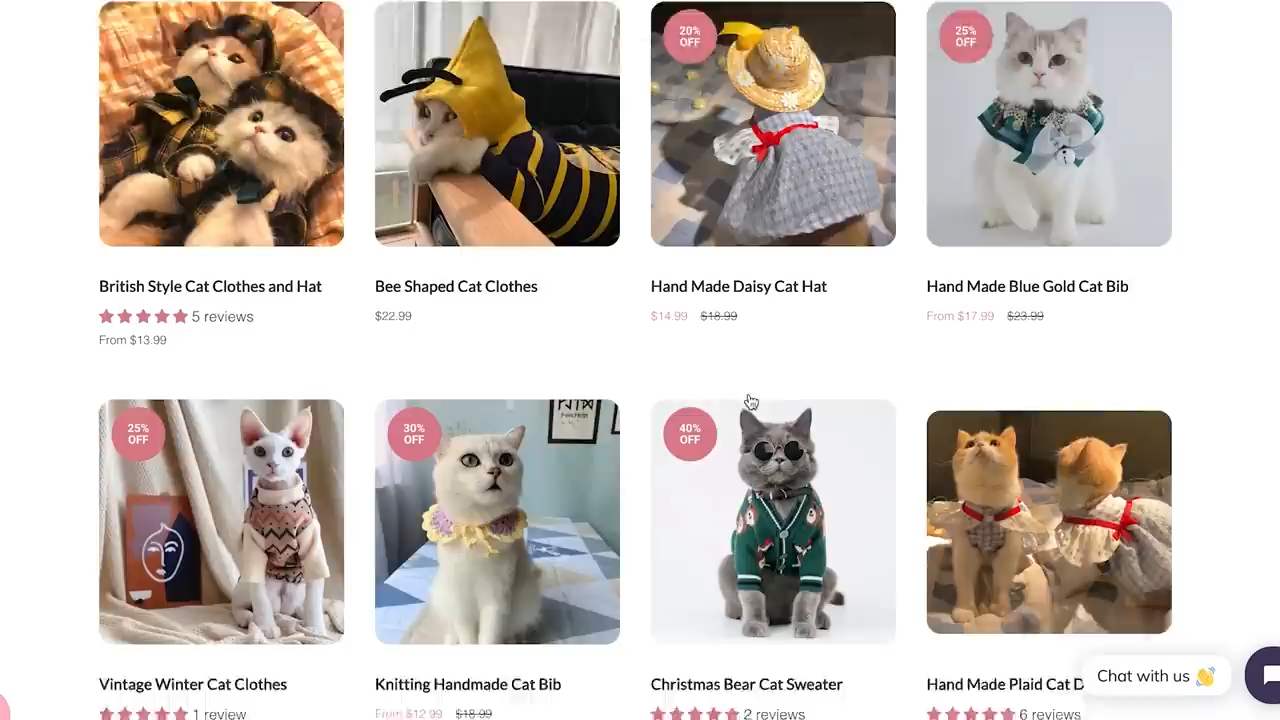 20%
OFF
25%
OFF
British Style Cat Clothes and Hat
Bee Shaped Cat Clothes
Hand Made Daisy Cat Hat
Hand Made Blue Gold Cat Bib
5 reviews
$22.99
$14.99 $18.99
From $17.99 $23.99
From $13.99
25%
OFF
30%
OFF
40%
OFF
Vintage Winter Cat Clothes
Knitting Handmade Cat Bib
Christmas Bear Cat Sweater
Hand Made Plaid Cat D
Chat with us 👋
1 review
From $12.99 $18.99
2 reviews
6 reviews